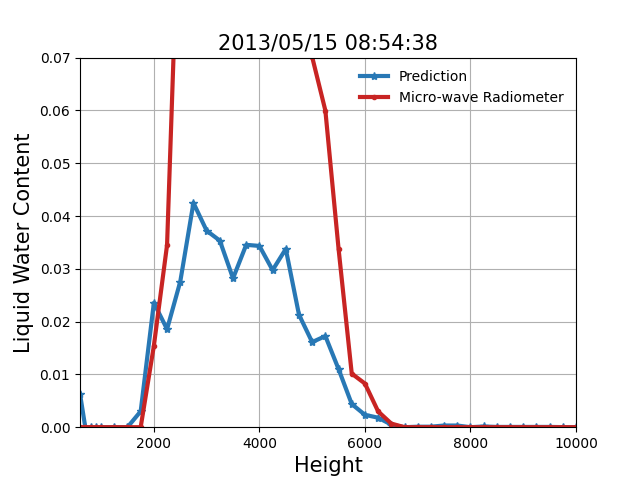 2013/05/15 08:54:38
0.07
0.06
0.05
0.04
0.03
0.02
0.01
0.00
Liquid Water Content
Prediction
Micro-wave Radiometer
2000 4000 6000 8000 10000
Height